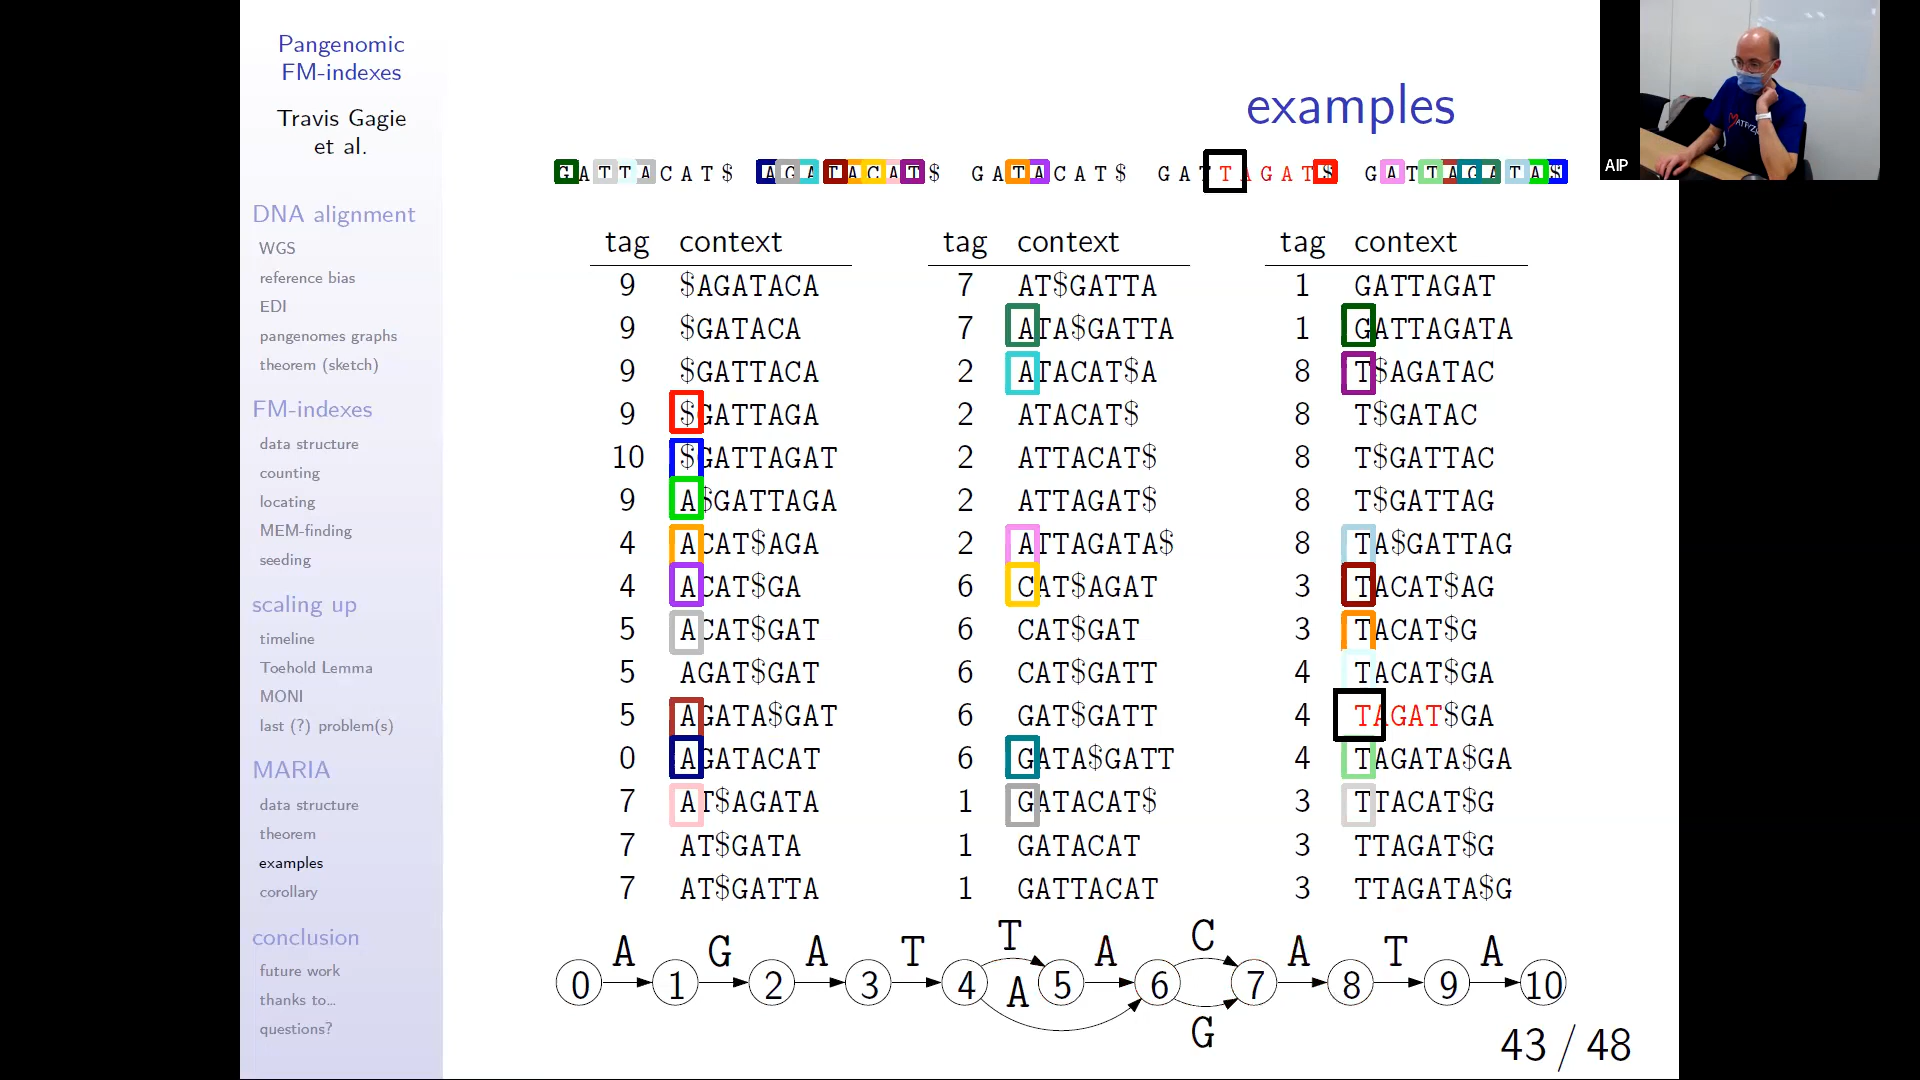 Pangenomic
FM-indexes
Travis Gagie
et al.
DNA alignment
WGS
reference bias
EDI
pangenomes graphs
theorem (sketch)
FM-indexes
data structure
counting
locating
MEM-finding
seeding
scaling up
timeline
Toehold Lemma
MONI
last (?) problem(s)
MARIA
data structure
theorem
examples
corollary
conclusion
future work
thanks to...
questions?
examples
GATTACAT$ AGATACAT$ GATACAT$ GATTAGAT$ GATTAGATA$
tag context tag context tag context
9 $AGATACA 7 AT$GATTA 1 GATTAGAT
9 $GATACA 7 ATA$GATTA 1 GATTAGATA
9 $GATTACA 2 ATACAT$A 8 T$AGATAC
9 $GATTAGA 2 ATACAT$ 8 T$GATAC
10 $GATTAGAT 2 ATTACAT$ 8 T$GATTAC
9 A$GATTAGA 2 ATTAGAT$ 8 T$GATTAG
4 ACAT$AGA 2 ATTAGATA$ 8 TA$GATTAG
4 ACAT$GA 6 CAT$AGAT 3 TACAT$AG
5 ACAT$GAT 6 CAT$GAT 3 TACAT$G
5 AGAT$GAT 6 CAT$GATT 4 TACAT$GA
5 AGATA$GAT 6 GAT$GATT 4 TAGAT$GA
0 AGATACAT 6 GATA$GATT 4 TAGATA$GA
7 AT$AGATA 1 GATACAT$ 3 TTACAT$G
7 AT$GATA 1 GATACAT 3 TTAGAT$G
7 AT$GATTA 1 GATTACAT 3 TTAGATA$G
A G A T T A C A T A
0 1 2 3 4 A 5 6 7 8 9 10
G
43 / 48
AIP